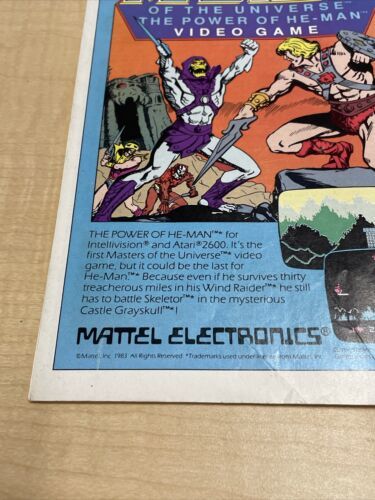 OF THE UNIVERSE™
THE POWER OF HE-MAN™
VIDEO GAME
THE POWER OF HE-MAN™* for
Intellivision® and Atari® 2600. It's the
first Masters of the Universe™* video
game, but it could be the last for
He-Man™*. Because even if he survives thirty
treacherous miles in his Wind Raider™* he still
has to battle Skeletor™* in the mysterious
Castle Grayskull™*!
MATTEL ELECTRONICS®
©Mattel, Inc. 1983. All Rights Reserved. *Trademarks used under license from Mattel, Inc.